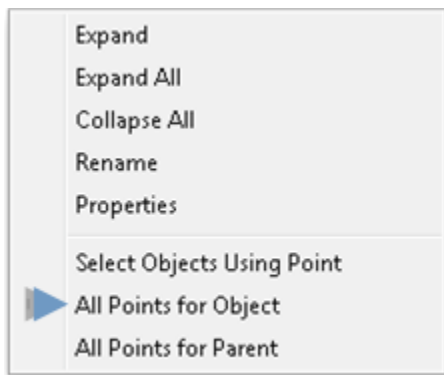 Expand
Expand All
Collapse All
Rename
Properties
Select Objects Using Point
All Points for Object
All Points for Parent